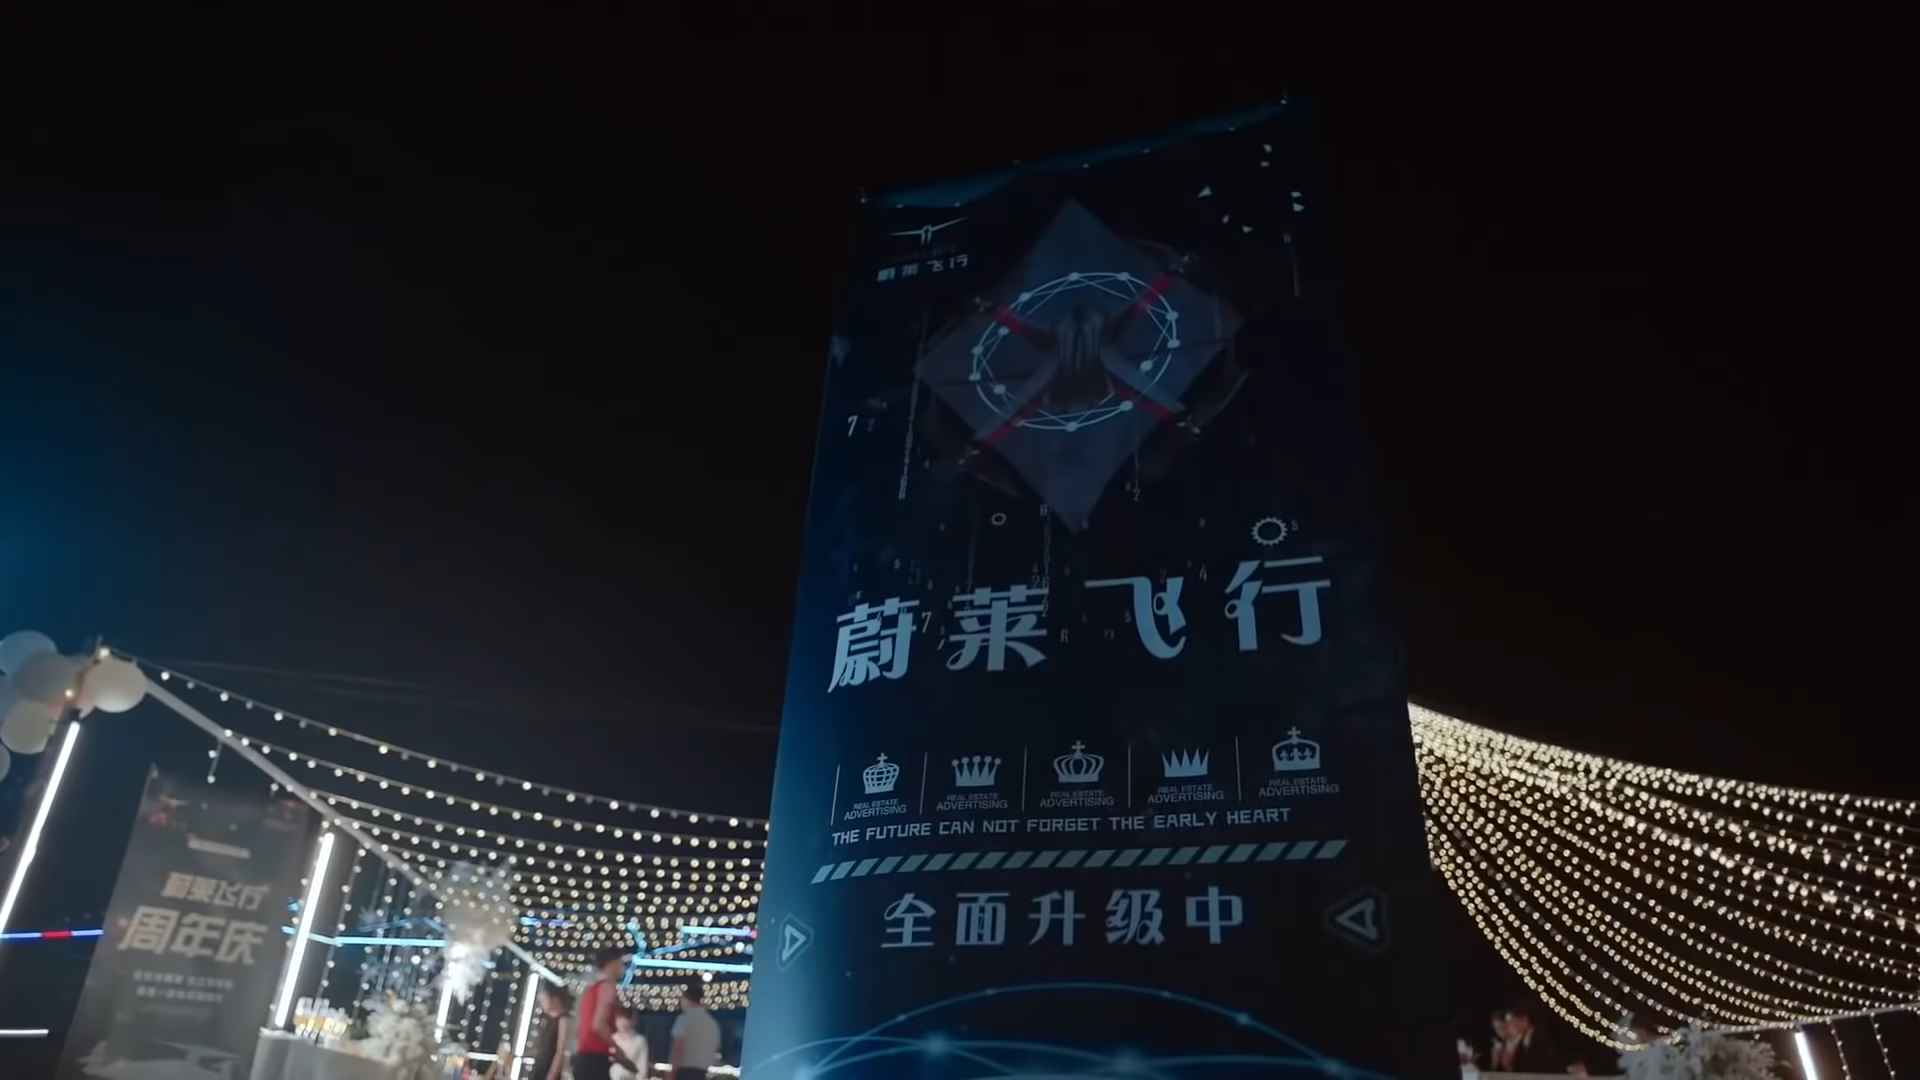 蔚莱飞行
蔚莱飞行
REAL ESTATE
ADVERTISING
REAL ESTATE
ADVERTISING
REAL ESTATE
ADVERTISING
REAL ESTATE
ADVERTISING
REAL ESTATE
ADVERTISING
THE FUTURE CAN NOT FORGET THE EARLY HEART
全面升级中
蔚莱飞行
周年庆